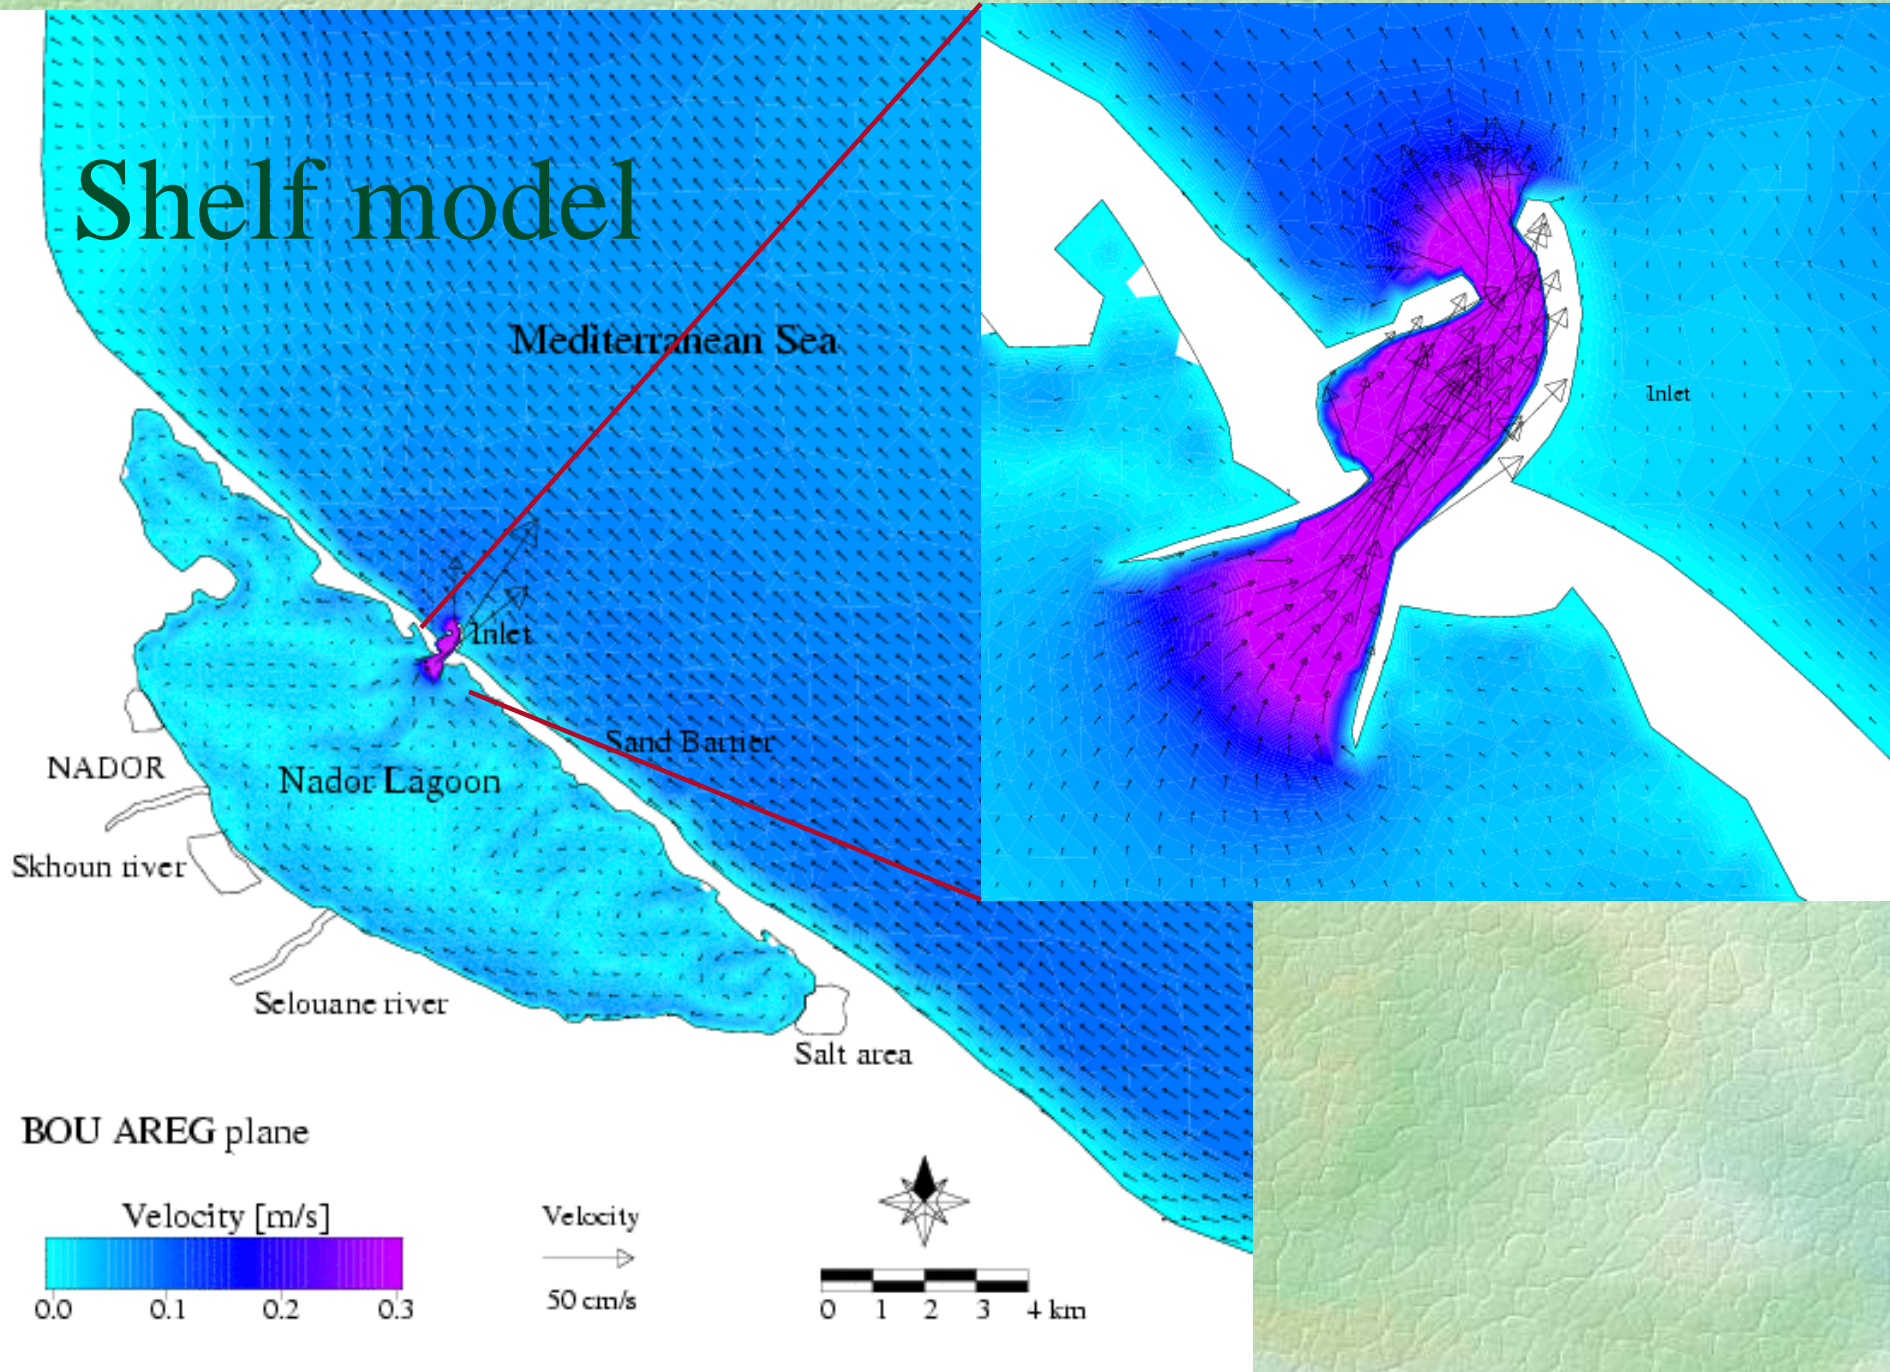 Shelf model
Mediterranean Sea
Inlet
Inlet
Sand Barrier
NADOR
Nador Lagoon
Skhoun river
Selouane river
Salt area
BOU AREG plane
Velocity [m/s]
0.0 0.1 0.2 0.3
Velocity
50 cm/s
0 1 2 3 4 km